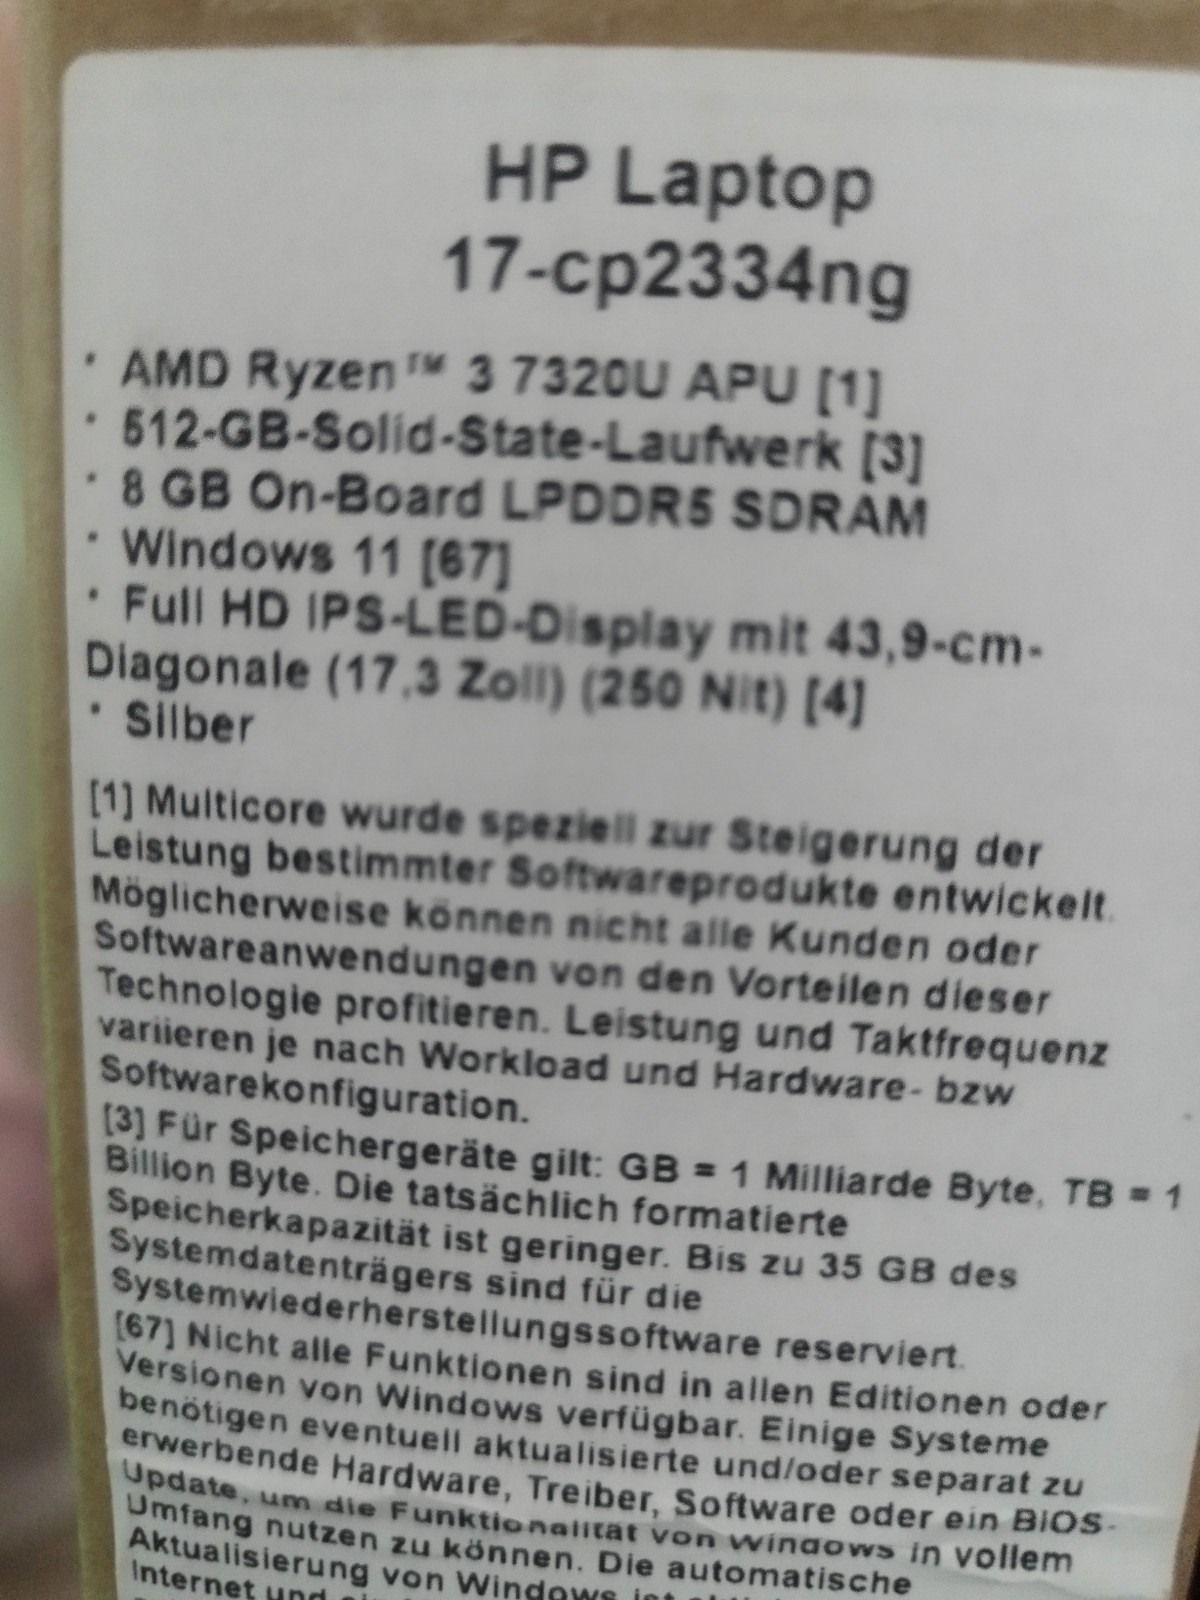 HP Laptop
17-cp2334ng
· AMD Ryzen™ 3 7320U APU [1]
· 512-GB-Solid-State-Laufwerk [3]
· 8 GB On-Board LPDDR5 SDRAM
· Windows 11 [67]
· Full HD IPS-LED-Display mit 43,9-cm-
Diagonale (17,3 Zoll) (250 Nit) [4]
· Silber
[1] Multicore wurde speziell zur Steigerung der
Leistung bestimmter Softwareprodukte entwickelt.
Möglicherweise können nicht alle Kunden oder
Softwareanwendungen von den Vorteilen dieser
Technologie profitieren. Leistung und Taktfrequenz
variieren je nach Workload und Hardware- bzw
Softwarekonfiguration.
[3] Für Speichergeräte gilt: GB = 1 Milliarde Byte, TB = 1
Billion Byte. Die tatsächlich formatierte
Speicherkapazität ist geringer. Bis zu 35 GB des
Systemdatenträgers sind für die
Systemwiederherstellungssoftware reserviert.
[67] Nicht alle Funktionen sind in allen Editionen oder
Versionen von Windows verfügbar. Einige Systeme
benötigen eventuell aktualisierte und/oder separat zu
erwerbende Hardware, Treiber, Software oder ein BIOS-
Update, um die Funktionalität von Windows in vollem
Umfang nutzen zu können. Die automatische
Aktualisierung von Windows ist
Internet und